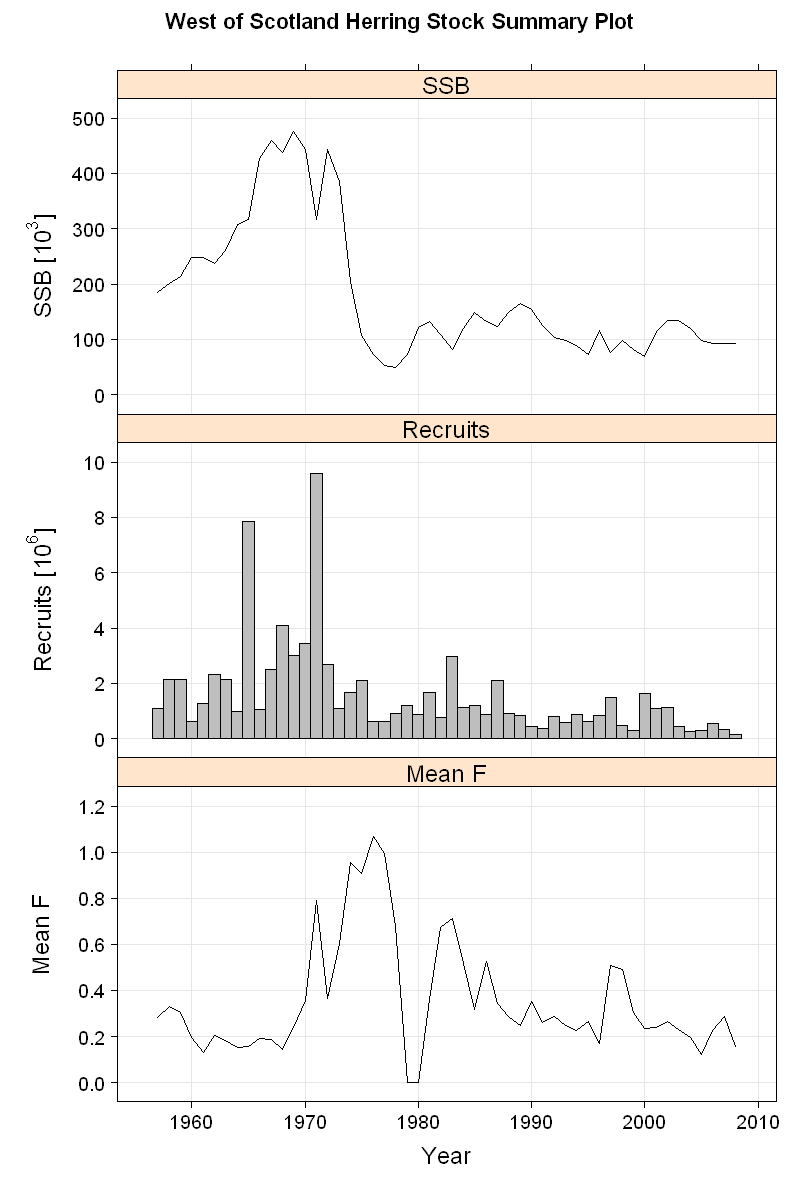 West of Scotland Herring Stock Summary Plot
SSB
500
400
300
200
100
0
SSB [10³]
Recruits
10
8
6
4
2
0
Recruits [10⁶]
Mean F
1.2
1.0
0.8
0.6
0.4
0.2
0.0
Mean F
1960 1970 1980 1990 2000 2010
Year